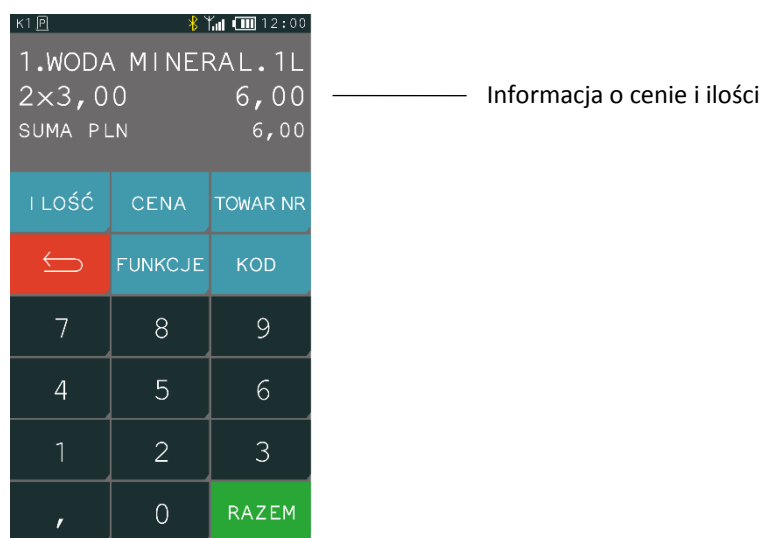 K1 P 12:00
1.WODA MINERAL.1L
2×3,00 6,00
SUMA PLN 6,00
Informacja o cenie i ilości
ILOŚĆ CENA TOWAR NR
FUNKCJE KOD
7 8 9
4 5 6
1 2 3
, 0 RAZEM